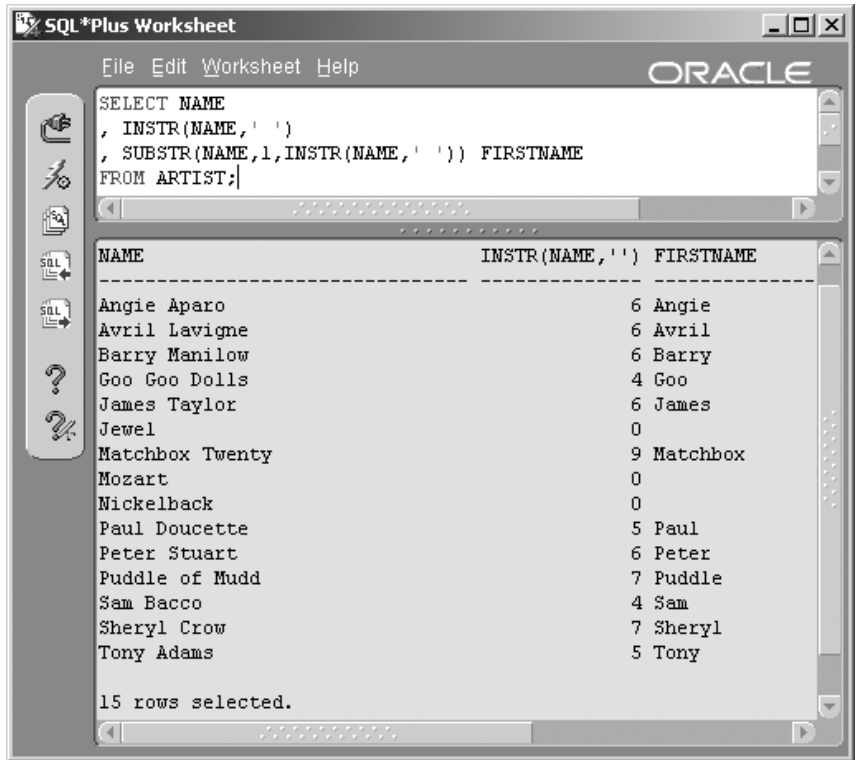 SQL*Plus Worksheet
File Edit Worksheet Help
ORACLE
SELECT NAME
, INSTR(NAME,' ')
, SUBSTR(NAME,1,INSTR(NAME,' ')) FIRSTNAME
FROM ARTIST;
NAME INSTR(NAME,'') FIRSTNAME
-------------------------------- -------------- --------------
Angie Aparo 6 Angie
Avril Lavigne 6 Avril
Barry Manilow 6 Barry
Goo Goo Dolls 4 Goo
James Taylor 6 James
Jewel 0
Matchbox Twenty 9 Matchbox
Mozart 0
Nickelback 0
Paul Doucette 5 Paul
Peter Stuart 6 Peter
Puddle of Mudd 7 Puddle
Sam Bacco 4 Sam
Sheryl Crow 7 Sheryl
Tony Adams 5 Tony
15 rows selected.